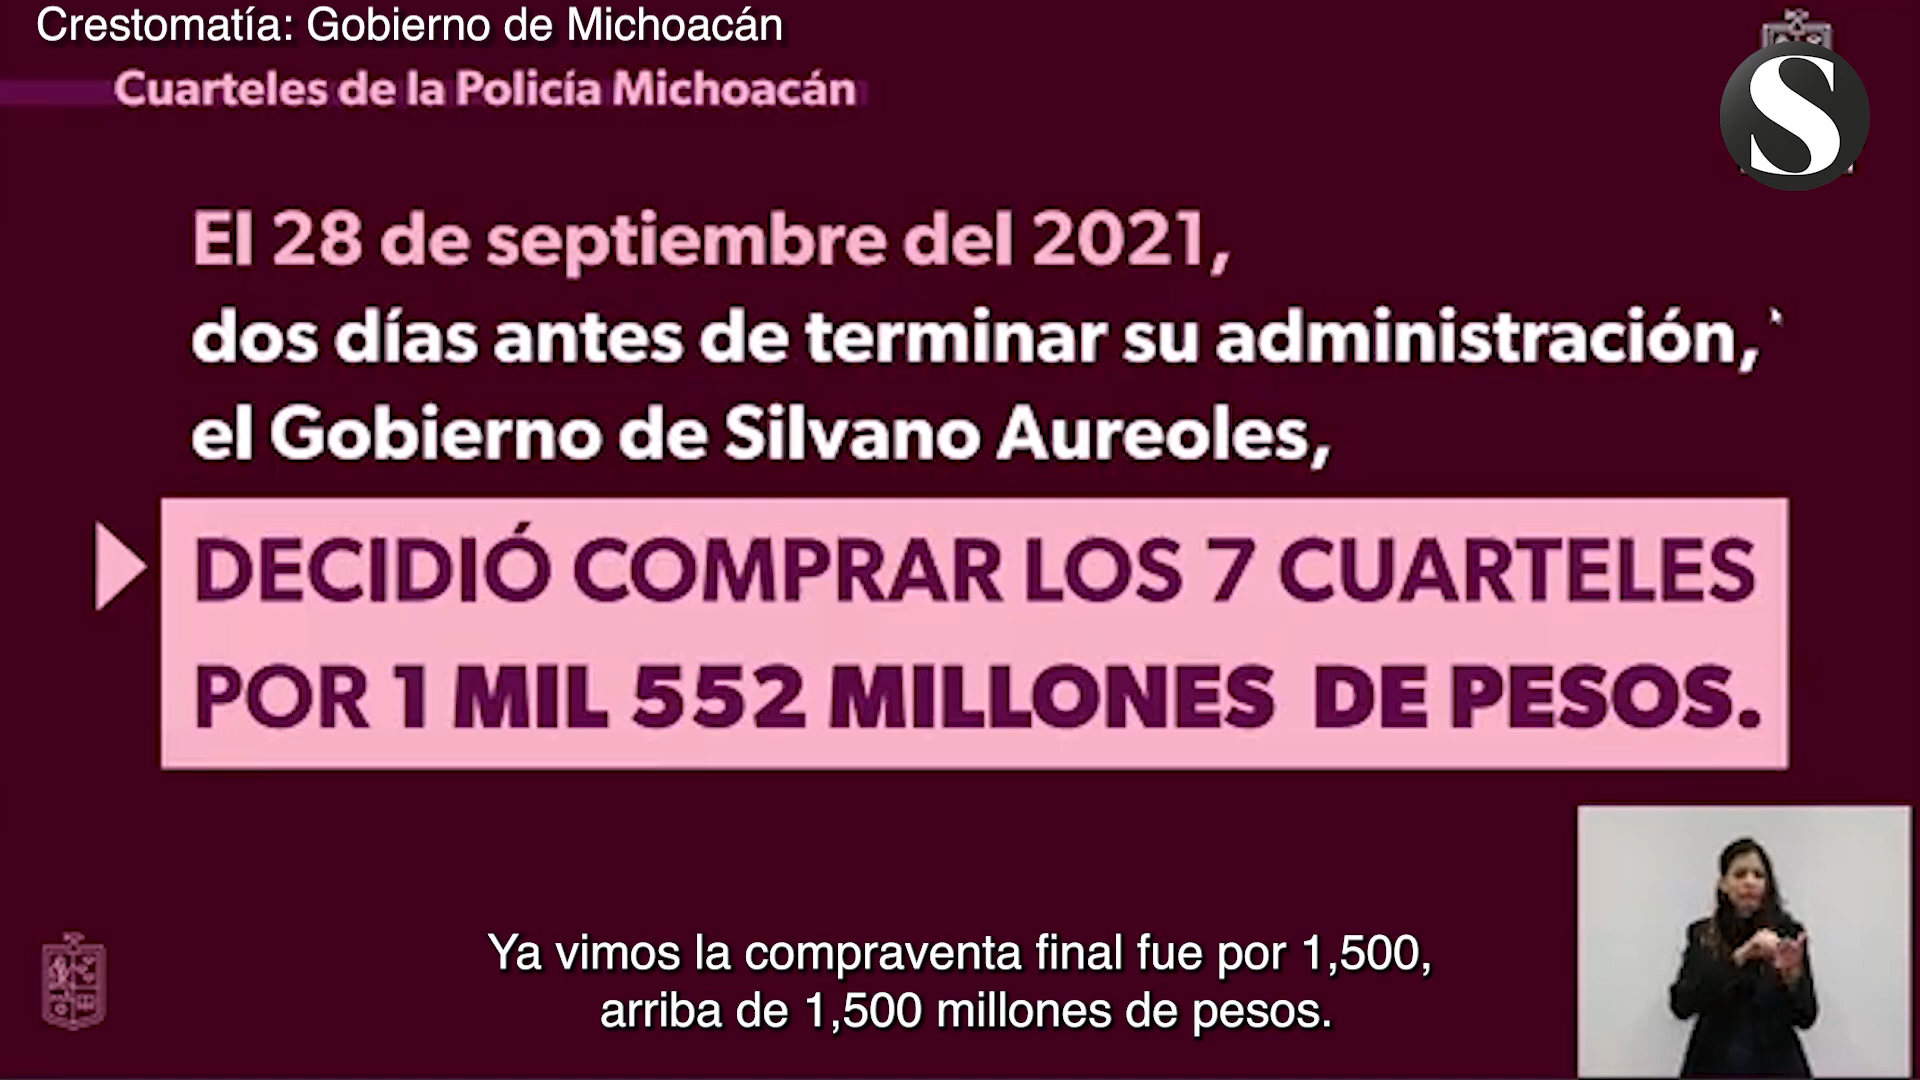 Crestomatía: Gobierno de Michoacán
Cuarteles de la Policía Michoacán
S
El 28 de septiembre del 2021,
dos días antes de terminar su administración,
el Gobierno de Silvano Aureoles,
DECIDIÓ COMPRAR LOS 7 CUARTELES
POR 1 MIL 552 MILLONES DE PESOS.
Ya vimos la compraventa final fue por 1,500,
arriba de 1,500 millones de pesos.